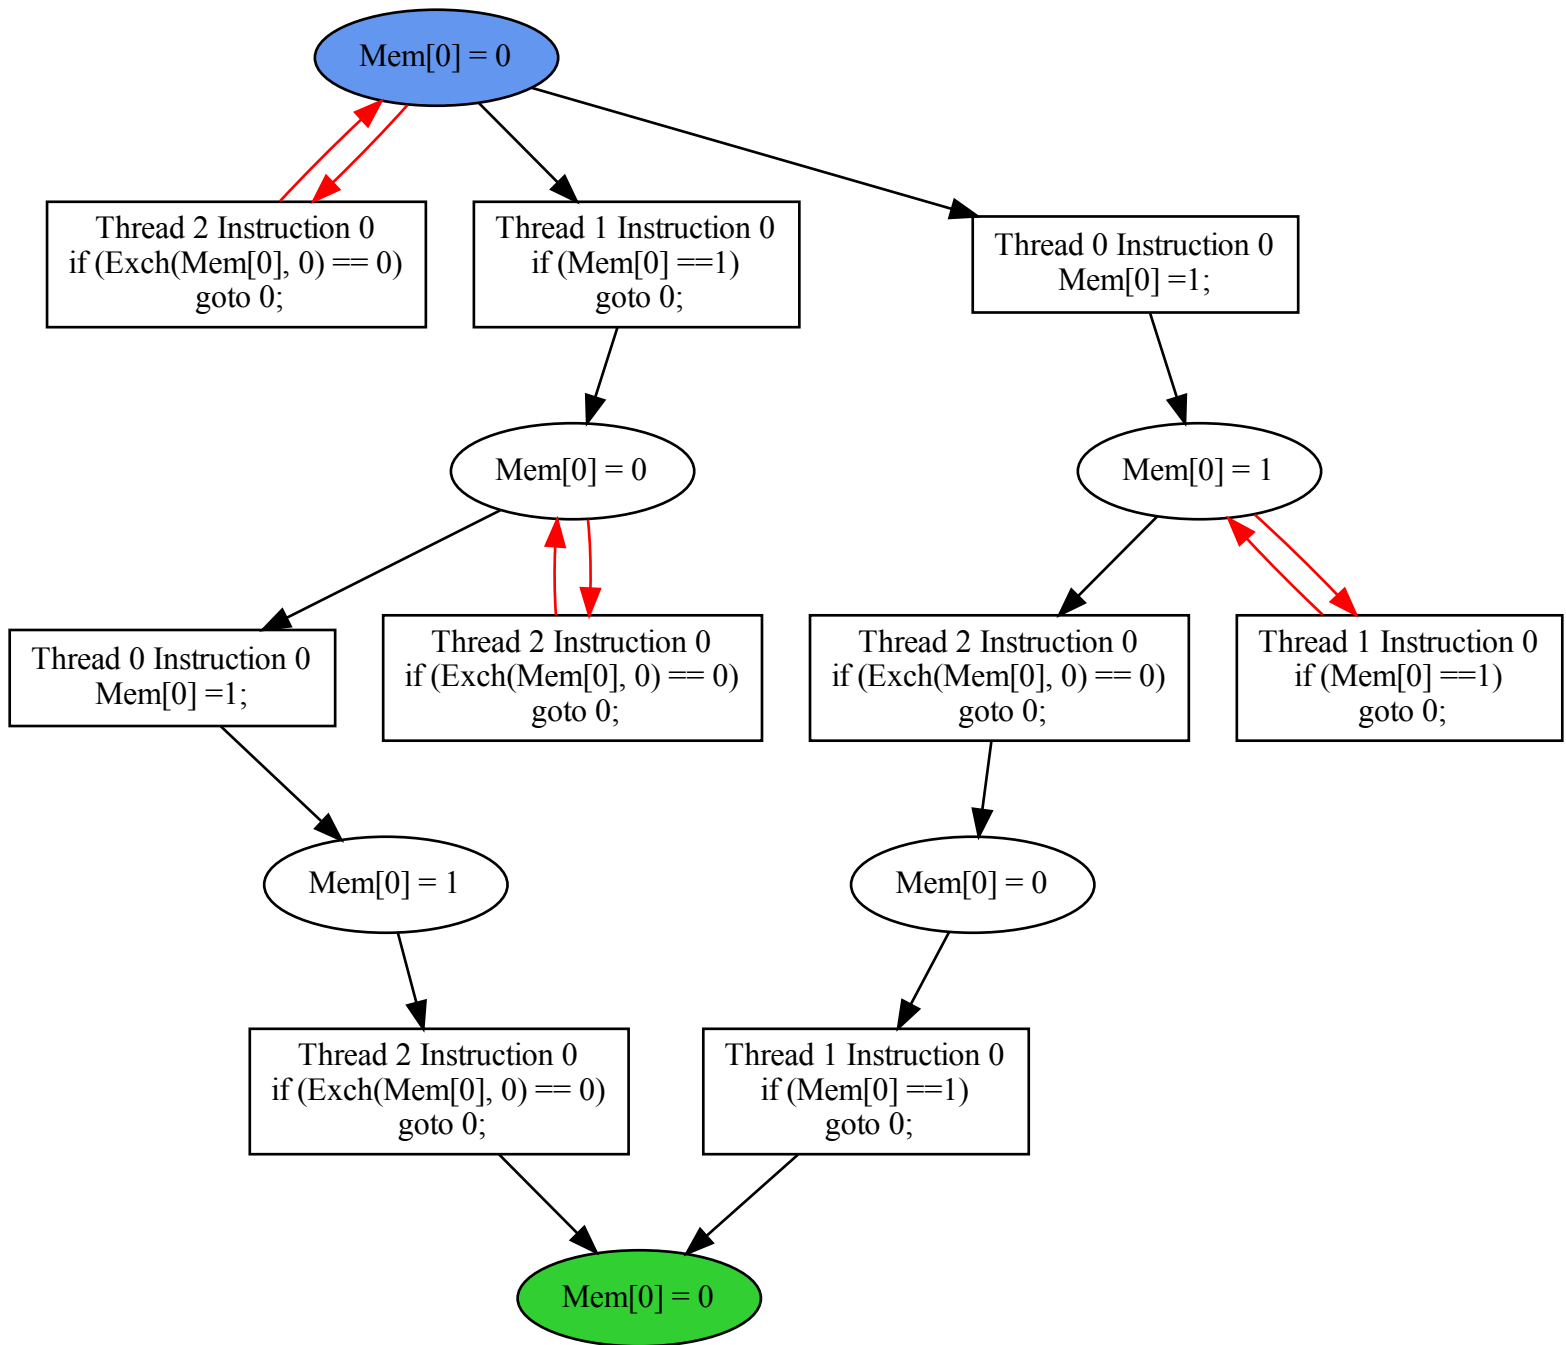 Mem[0] = 0
Thread 2 Instruction 0
if (Exch(Mem[0], 0) == 0)
goto 0;
Thread 1 Instruction 0
if (Mem[0] ==1)
goto 0;
Thread 0 Instruction 0
Mem[0] =1;
Mem[0] = 0
Mem[0] = 1
Thread 0 Instruction 0
Mem[0] =1;
Thread 2 Instruction 0
if (Exch(Mem[0], 0) == 0)
goto 0;
Thread 2 Instruction 0
if (Exch(Mem[0], 0) == 0)
goto 0;
Thread 1 Instruction 0
if (Mem[0] ==1)
goto 0;
Mem[0] = 1
Mem[0] = 0
Thread 2 Instruction 0
if (Exch(Mem[0], 0) == 0)
goto 0;
Thread 1 Instruction 0
if (Mem[0] ==1)
goto 0;
Mem[0] = 0